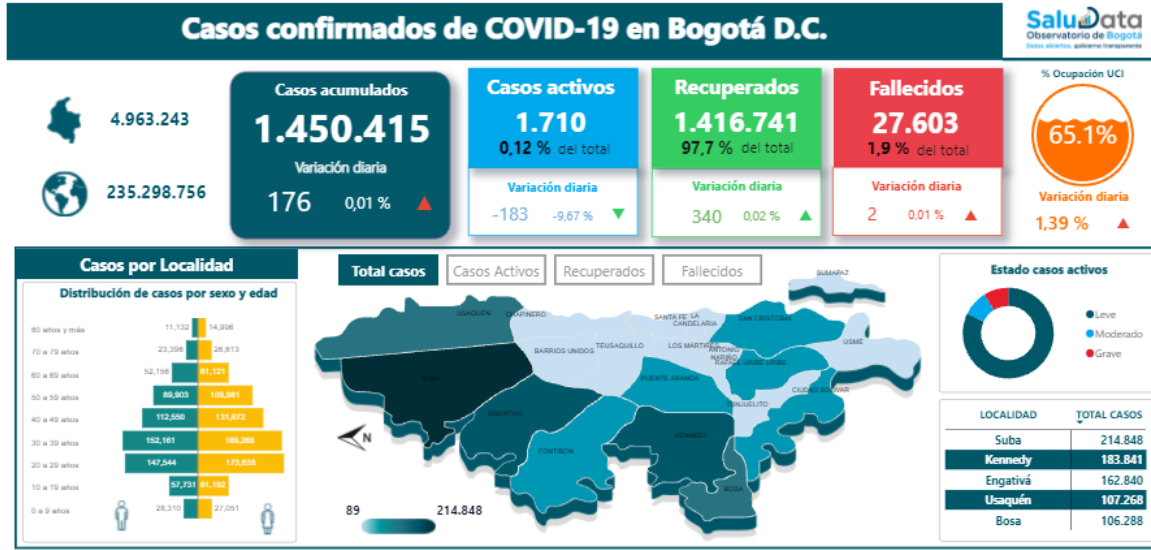 Casos confirmados de COVID-19 en Bogotá D.C.
SaluData
Observatorio de Bogotá
Datos abiertos, gobierno transparente
4.963.243
235.298.756
Casos acumulados
1.450.415
Variación diaria
176 0,01 %
Casos activos
1.710
0,12 % del total
Variación diaria
-183 -9,67 %
Recuperados
1.416.741
97,7 % del total
Variación diaria
340 0,02 %
Fallecidos
27.603
1,9 % del total
Variación diaria
2 0.01 %
% Ocupación UCI
65.1%
Variación diaria
1,39 %
Casos por Localidad
Distribución de casos por sexo y edad
80 años y más 11,132 14,998
70 a 79 años 23,398 26,613
60 a 69 años 52,156 61,121
50 a 59 años 89,903 109,981
40 a 49 años 112,550 131,672
30 a 39 años 152,161
20 a 29 años 147,544
10 a 19 años 57,731 61,192
0 a 9 años 28,310 27,051
Total casos
Casos Activos
Recuperados
Fallecidos
SUMAPAZ
USAQUÉN
CHAPINERO
SANTA FE
LA CANDELARIA
SAN CRISTOBAL
USME
BARRIOS UNIDOS
TEUSAQUILLO
LOS MARTIRES
ANTONIO NARIÑO
RAFAEL URIBE URIBE
SUBA
PUENTE ARANDA
CIUDAD BOLIVAR
TUNJUELITO
ENGATIVA
KENNEDY
FONTIBON
BOSA
N
89 214.848
Estado casos activos
Leve
Moderado
Grave
LOCALIDAD TOTAL CASOS
Suba 214.848
Kennedy 183.841
Engativá 162.840
Usaquén 107.268
Bosa 106.288